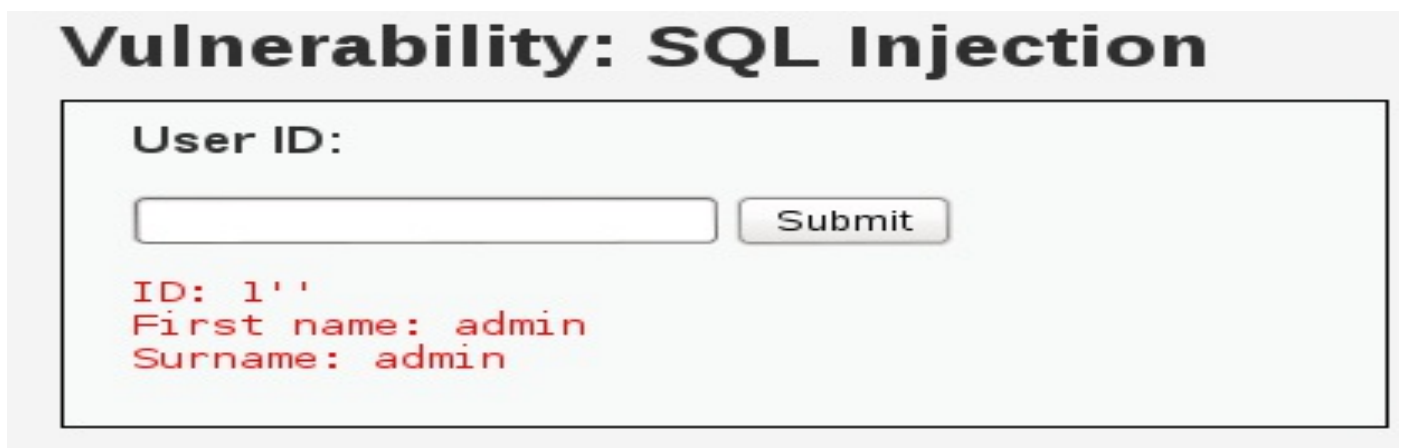 Vulnerability: SQL Injection
User ID:
Submit
ID: 1''
First name: admin
Surname: admin